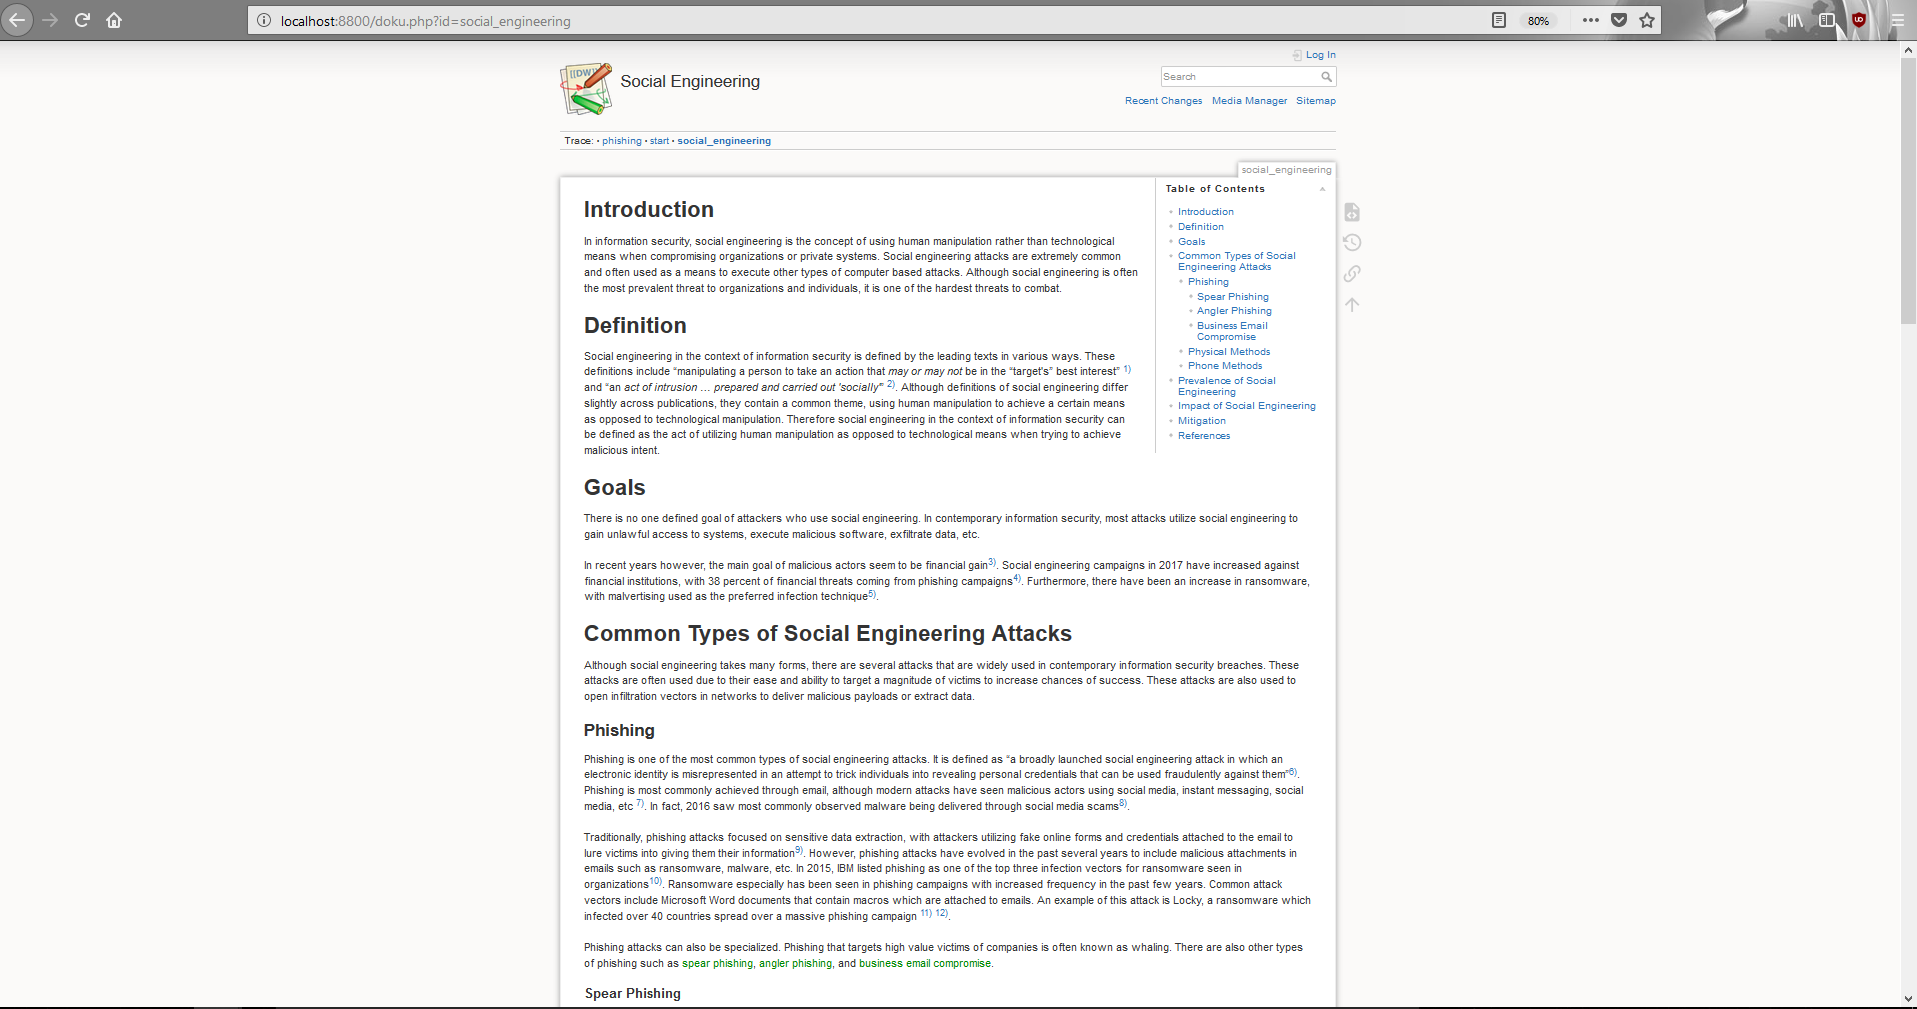 localhost:8800/doku.php?id=social_engineering
80%
Log In
[[DW]]
Social Engineering
Search
Recent Changes Media Manager Sitemap
Trace: • phishing • start • social_engineering
social_engineering
Table of Contents
Introduction
Definition
Goals
Common Types of Social
Engineering Attacks
Phishing
Spear Phishing
Angler Phishing
Business Email
Compromise
Physical Methods
Phone Methods
Prevalence of Social
Engineering
Impact of Social Engineering
Mitigation
References
Introduction
In information security, social engineering is the concept of using human manipulation rather than technological
means when compromising organizations or private systems. Social engineering attacks are extremely common
and often used as a means to execute other types of computer based attacks. Although social engineering is often
the most prevalent threat to organizations and individuals, it is one of the hardest threats to combat.
Definition
Social engineering in the context of information security is defined by the leading texts in various ways. These
definitions include “manipulating a person to take an action that may or may not be in the “target's” best interest” 1)
and “an act of intrusion … prepared and carried out 'socially'” 2). Although definitions of social engineering differ
slightly across publications, they contain a common theme, using human manipulation to achieve a certain means
as opposed to technological manipulation. Therefore social engineering in the context of information security can
be defined as the act of utilizing human manipulation as opposed to technological means when trying to achieve
malicious intent.
Goals
There is no one defined goal of attackers who use social engineering. In contemporary information security, most attacks utilize social engineering to
gain unlawful access to systems, execute malicious software, exfiltrate data, etc.
In recent years however, the main goal of malicious actors seem to be financial gain3). Social engineering campaigns in 2017 have increased against
financial institutions, with 38 percent of financial threats coming from phishing campaigns4). Furthermore, there have been an increase in ransomware,
with malvertising used as the preferred infection technique5).
Common Types of Social Engineering Attacks
Although social engineering takes many forms, there are several attacks that are widely used in contemporary information security breaches. These
attacks are often used due to their ease and ability to target a magnitude of victims to increase chances of success. These attacks are also used to
open infiltration vectors in networks to deliver malicious payloads or extract data.
Phishing
Phishing is one of the most common types of social engineering attacks. It is defined as “a broadly launched social engineering attack in which an
electronic identity is misrepresented in an attempt to trick individuals into revealing personal credentials that can be used fraudulently against them”6).
Phishing is most commonly achieved through email, although modern attacks have seen malicious actors using social media, instant messaging, social
media, etc 7). In fact, 2016 saw most commonly observed malware being delivered through social media scams8).
Traditionally, phishing attacks focused on sensitive data extraction, with attackers utilizing fake online forms and credentials attached to the email to
lure victims into giving them their information9). However, phishing attacks have evolved in the past several years to include malicious attachments in
emails such as ransomware, malware, etc. In 2015, IBM listed phishing as one of the top three infection vectors for ransomware seen in
organizations10). Ransomware especially has been seen in phishing campaigns with increased frequency in the past few years. Common attack
vectors include Microsoft Word documents that contain macros which are attached to emails. An example of this attack is Locky, a ransomware which
infected over 40 countries spread over a massive phishing campaign 11) 12).
Phishing attacks can also be specialized. Phishing that targets high value victims of companies is often known as whaling. There are also other types
of phishing such as spear phishing, angler phishing, and business email compromise.
Spear Phishing